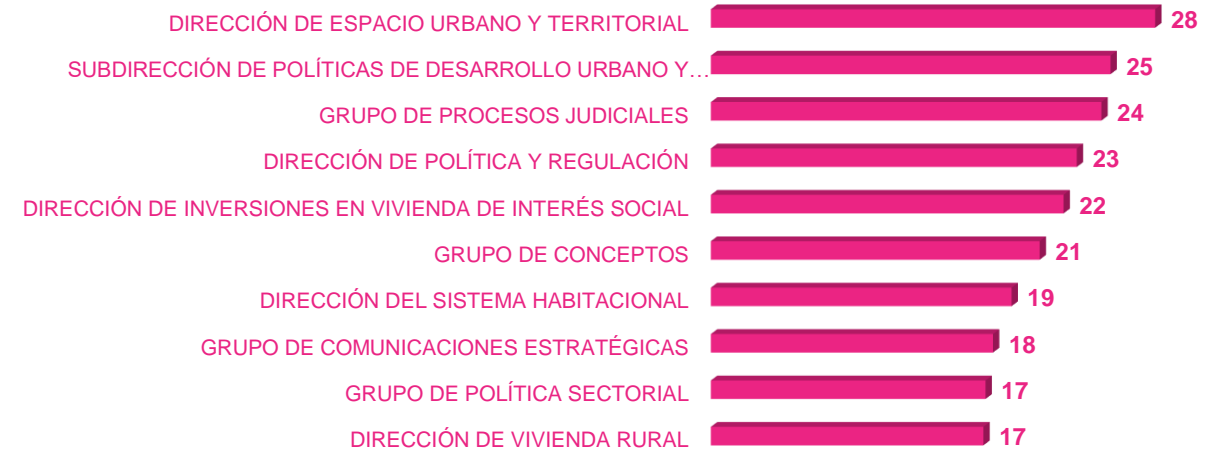 DIRECCIÓN DE ESPACIO URBANO Y TERRITORIAL 28
SUBDIRECCIÓN DE POLÍTICAS DE DESARROLLO URBANO Y… 25
GRUPO DE PROCESOS JUDICIALES 24
DIRECCIÓN DE POLÍTICA Y REGULACIÓN 23
DIRECCIÓN DE INVERSIONES EN VIVIENDA DE INTERÉS SOCIAL 22
GRUPO DE CONCEPTOS 21
DIRECCIÓN DEL SISTEMA HABITACIONAL 19
GRUPO DE COMUNICACIONES ESTRATÉGICAS 18
GRUPO DE POLÍTICA SECTORIAL 17
DIRECCIÓN DE VIVIENDA RURAL 17